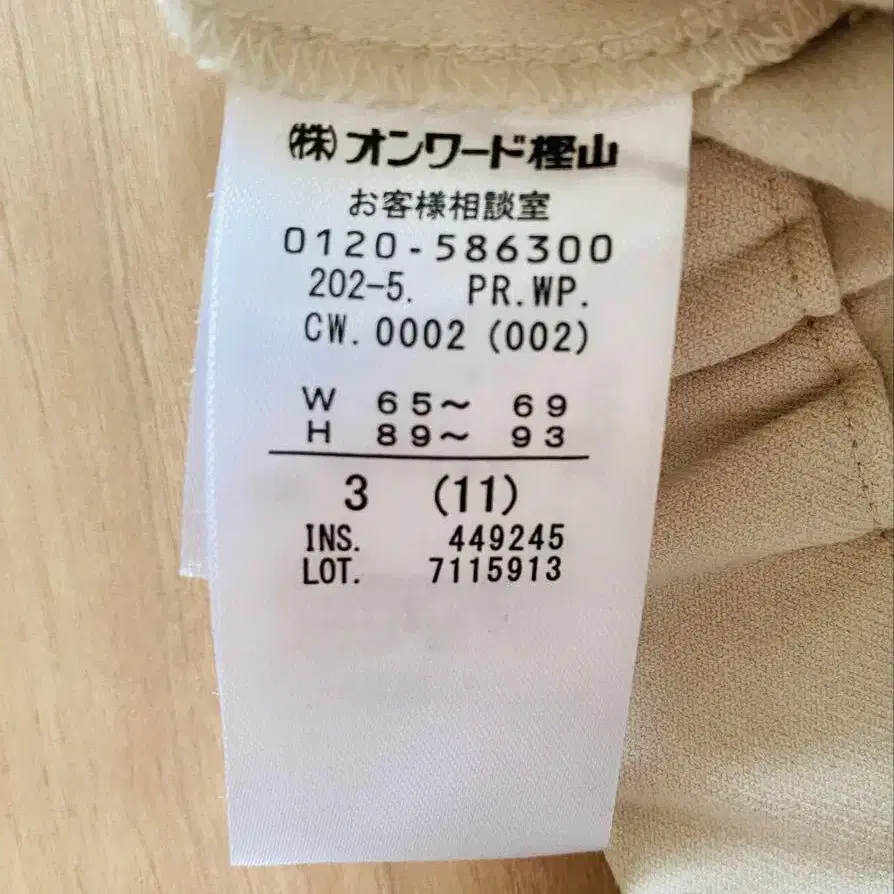 ㈱オンワード樫山
お客様相談室
0120-586300
202-5. PR.WP.
CW.0002 (002)
W 65〜 69
H 89〜 93
3 (11)
INS. 449245
LOT. 7115913